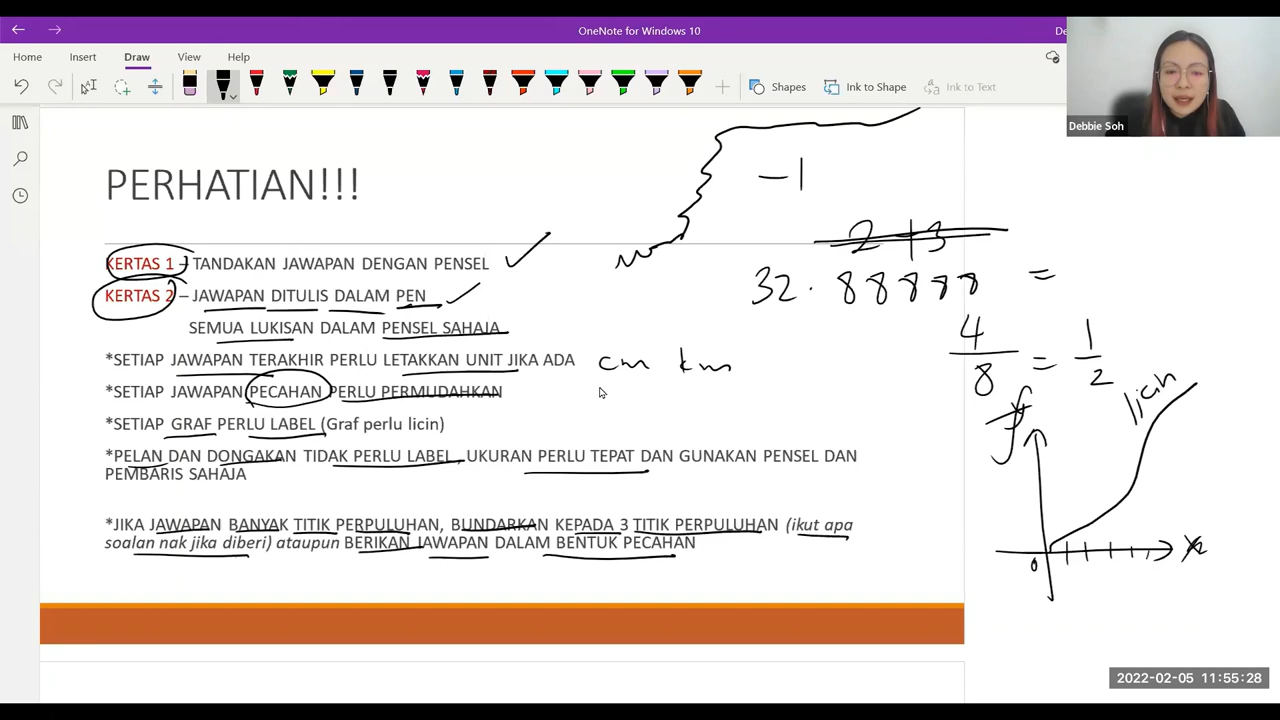 OneNote for Windows 10
De
Home Insert Draw View Help
Shapes Ink to Shape Ink to Text
Debbie Soh
PERHATIAN!!!
-1
2 + 3
KERTAS 1 – TANDAKAN JAWAPAN DENGAN PENSEL
32.88888 =
KERTAS 2 – JAWAPAN DITULIS DALAM PEN
SEMUA LUKISAN DALAM PENSEL SAHAJA
*SETIAP JAWAPAN TERAKHIR PERLU LETAKKAN UNIT JIKA ADA cm km
4/8 = 1/2
*SETIAP JAWAPAN PECAHAN PERLU PERMUDAHKAN
licin
*SETIAP GRAF PERLU LABEL (Graf perlu licin)
*PELAN DAN DONGAKAN TIDAK PERLU LABEL ,UKURAN PERLU TEPAT DAN GUNAKAN PENSEL DAN
PEMBARIS SAHAJA
*JIKA JAWAPAN BANYAK TITIK PERPULUHAN, BUNDARKAN KEPADA 3 TITIK PERPULUHAN (ikut apa
soalan nak jika diberi) ataupun BERIKAN JAWAPAN DALAM BENTUK PECAHAN
x
0
2022-02-05 11:55:28